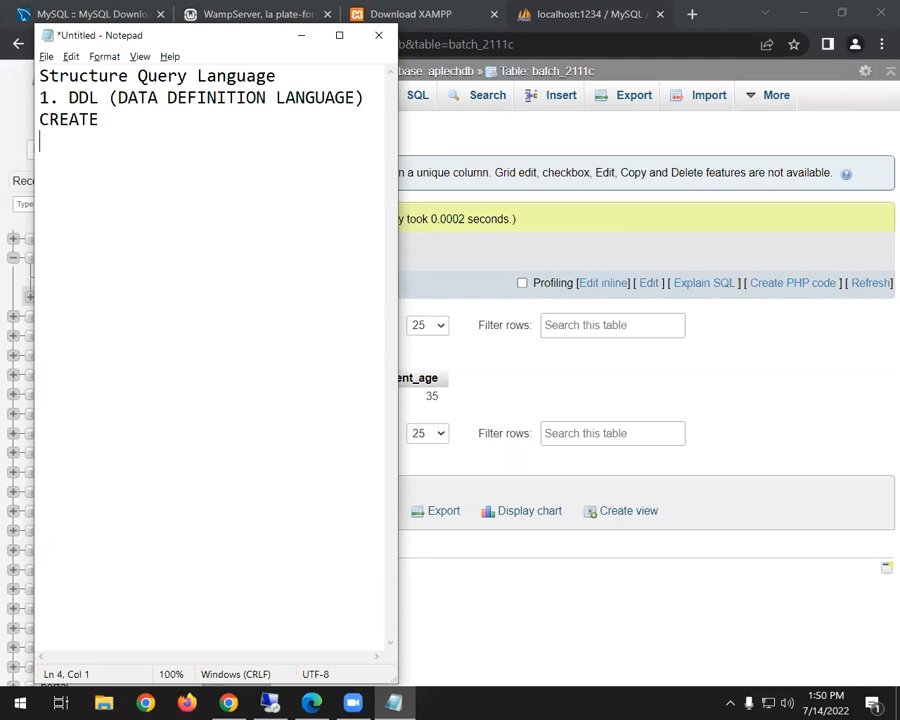 MySQL :: MySQL Downlo
WampServer, la plate-for
Download XAMPP
localhost:1234 / MySQL /
*Untitled - Notepad
b&table=batch_2111c
File Edit Format View Help
Structure Query Language
1. DDL (DATA DEFINITION LANGUAGE)
CREATE
base: aptechdb » Table: batch_2111c
SQL Search Insert Export Import More
n a unique column. Grid edit, checkbox, Edit, Copy and Delete features are not available.
Rec
Type
y took 0.0002 seconds.)
Profiling [Edit inline] [ Edit ] [ Explain SQL ] [ Create PHP code ] [ Refresh]
25 Filter rows: Search this table
ent_age
35
25 Filter rows: Search this table
Export Display chart Create view
Ln 4, Col 1 100% Windows (CRLF) UTF-8
1:50 PM
7/14/2022
1